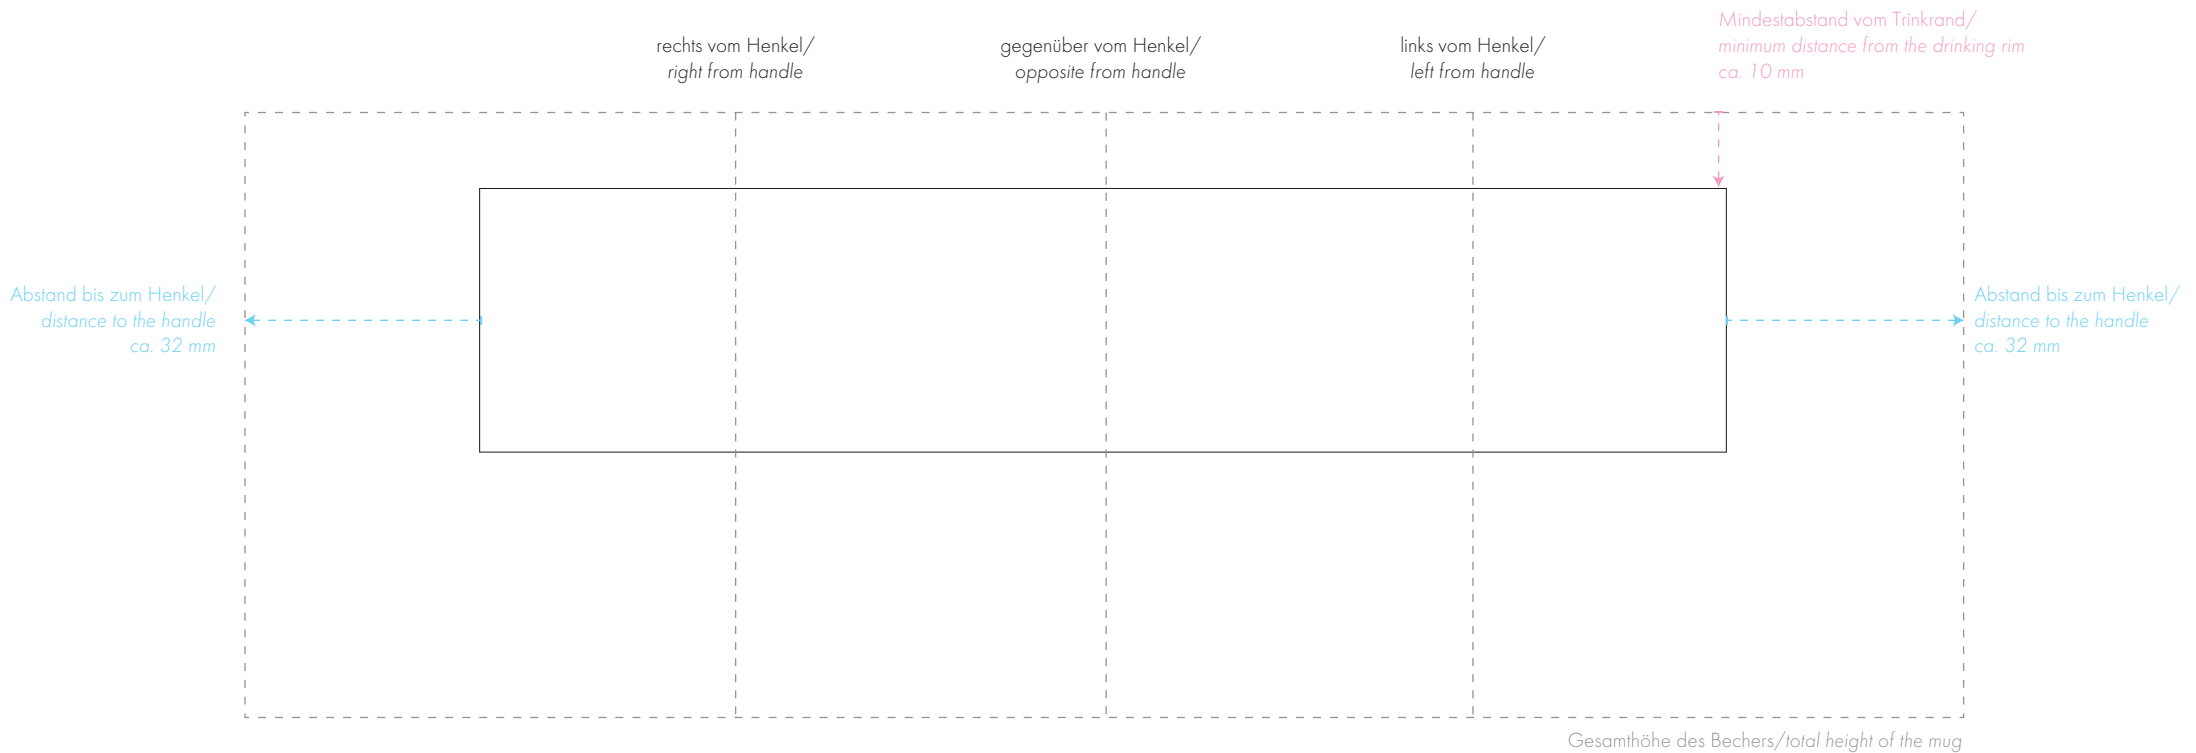 Mindestabstand vom Trinkrand/
minimum distance from the drinking rim
ca. 10 mm
rechts vom Henkel/
right from handle
gegenüber vom Henkel/
opposite from handle
links vom Henkel/
left from handle
Abstand bis zum Henkel/
distance to the handle
ca. 32 mm
Abstand bis zum Henkel/
distance to the handle
ca. 32 mm
Gesamthöhe des Bechers/total height of the mug